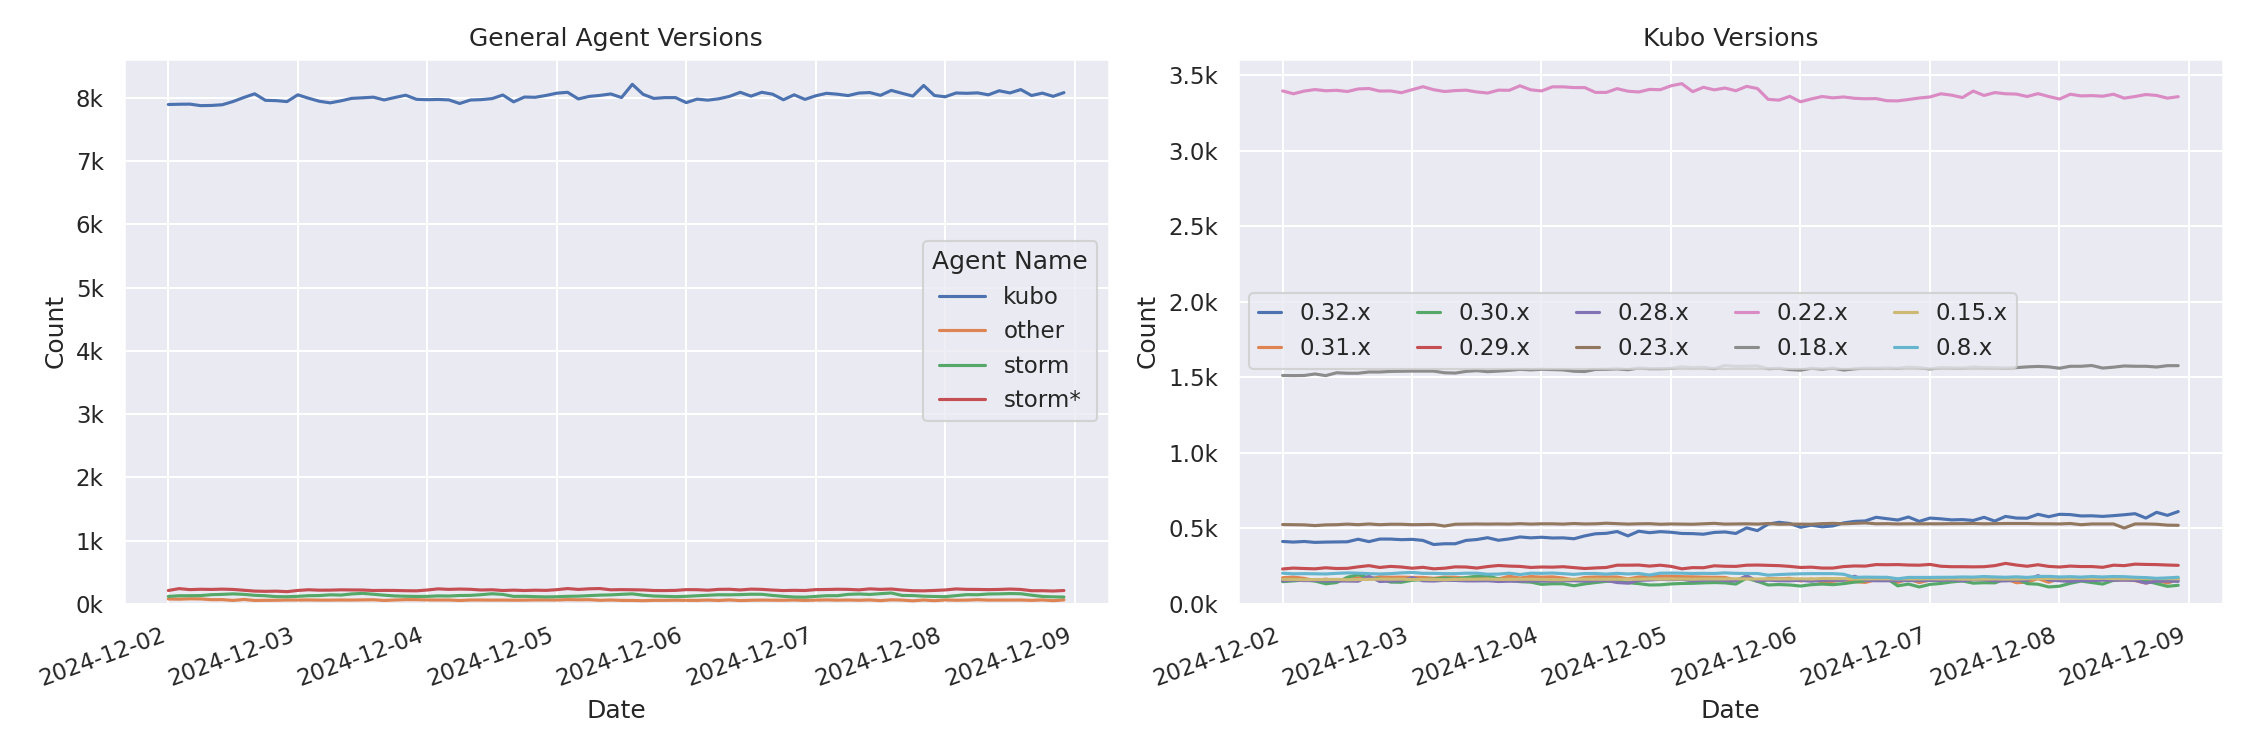 General Agent Versions
8k
7k
6k
5k
4k
3k
2k
1k
0k
Count
Agent Name
kubo
other
storm
storm*
2024-12-02
2024-12-03
2024-12-04
2024-12-05
2024-12-06
2024-12-07
2024-12-08
2024-12-09
Date
Kubo Versions
3.5k
3.0k
2.5k
2.0k
1.5k
1.0k
0.5k
0.0k
Count
0.32.x 0.30.x 0.28.x 0.22.x 0.15.x
0.31.x 0.29.x 0.23.x 0.18.x 0.8.x
2024-12-02
2024-12-03
2024-12-04
2024-12-05
2024-12-06
2024-12-07
2024-12-08
2024-12-09
Date